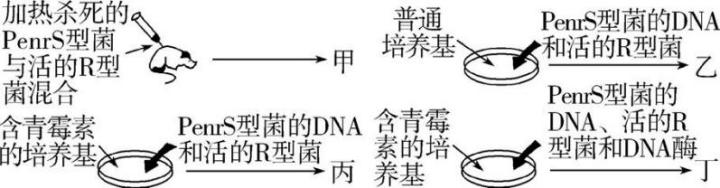 加热杀死的
PenrS型菌
与活的R型
菌混合
甲
普通
培养基
PenrS型菌的DNA
和活的R型菌
乙
含青霉素
的培养基
PenrS型菌的DNA
和活的R型菌
丙
含青霉
素的培
养基
PenrS型菌的
DNA、活的R
型菌和DNA酶
丁